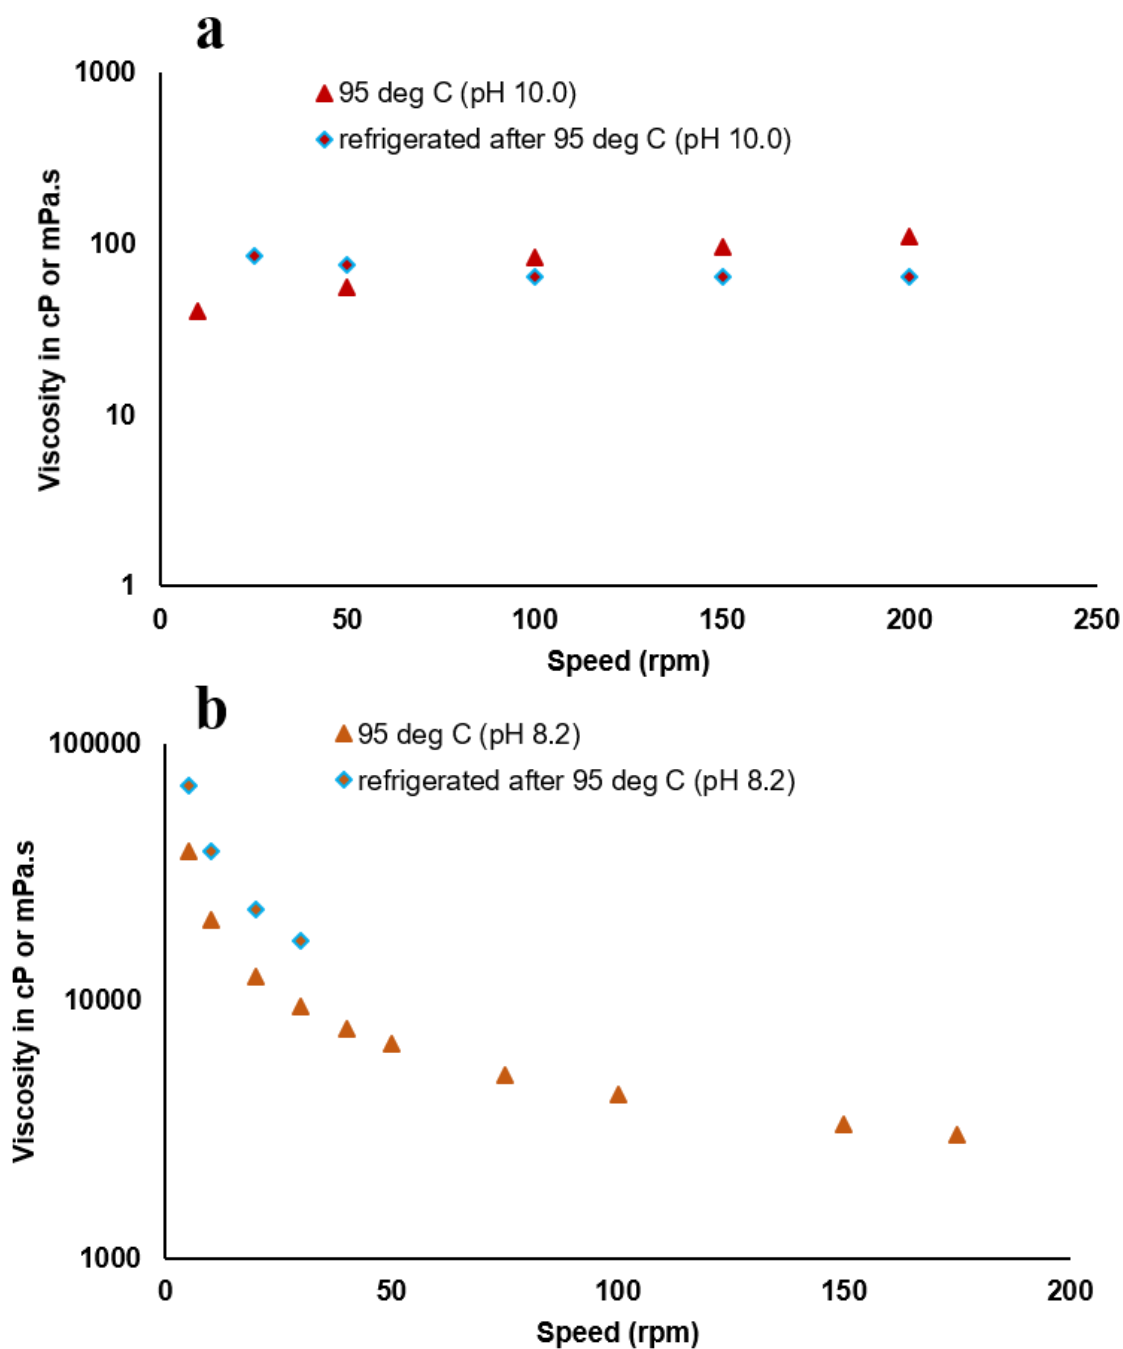 a
1000
95 deg C (pH 10.0)
refrigerated after 95 deg C (pH 10.0)
100
10
1
Viscosity in cP or mPa.s
0 50 100 150 200 250
Speed (rpm)
b
100000
95 deg C (pH 8.2)
refrigerated after 95 deg C (pH 8.2)
10000
1000
Viscosity in cP or mPa.s
0 50 100 150 200
Speed (rpm)